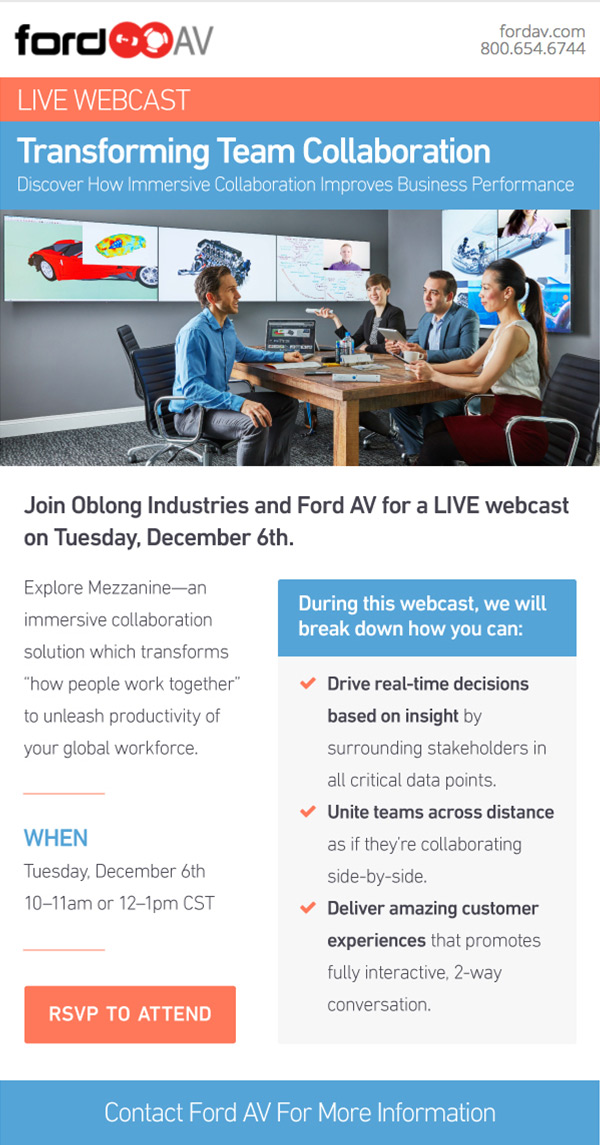 ford AV
fordav.com
800.654.6744
LIVE WEBCAST
Transforming Team Collaboration
Discover How Immersive Collaboration Improves Business Performance
Join Oblong Industries and Ford AV for a LIVE webcast
on Tuesday, December 6th.
Explore Mezzanine—an
immersive collaboration
solution which transforms
“how people work together”
to unleash productivity of
your global workforce.
WHEN
Tuesday, December 6th
10–11am or 12–1pm CST
RSVP TO ATTEND
During this webcast, we will
break down how you can:
Drive real-time decisions
based on insight by
surrounding stakeholders in
all critical data points.
Unite teams across distance
as if they’re collaborating
side-by-side.
Deliver amazing customer
experiences that promotes
fully interactive, 2-way
conversation.
Contact Ford AV For More Information